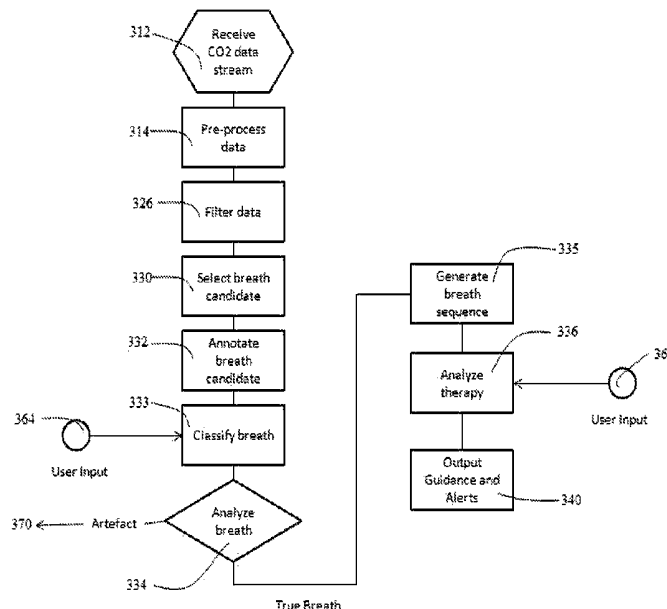 312
Receive
CO2 data
stream
314
Pre-process
data
326
Filter data
330
Select breath
candidate
332
Annotate
breath
candidate
333
Classify breath
364
User Input
Analyze
breath
334
370
Artefact
True Breath
335
Generate
breath
sequence
336
Analyze
therapy
36
User Input
Output
Guidance and
Alerts
340